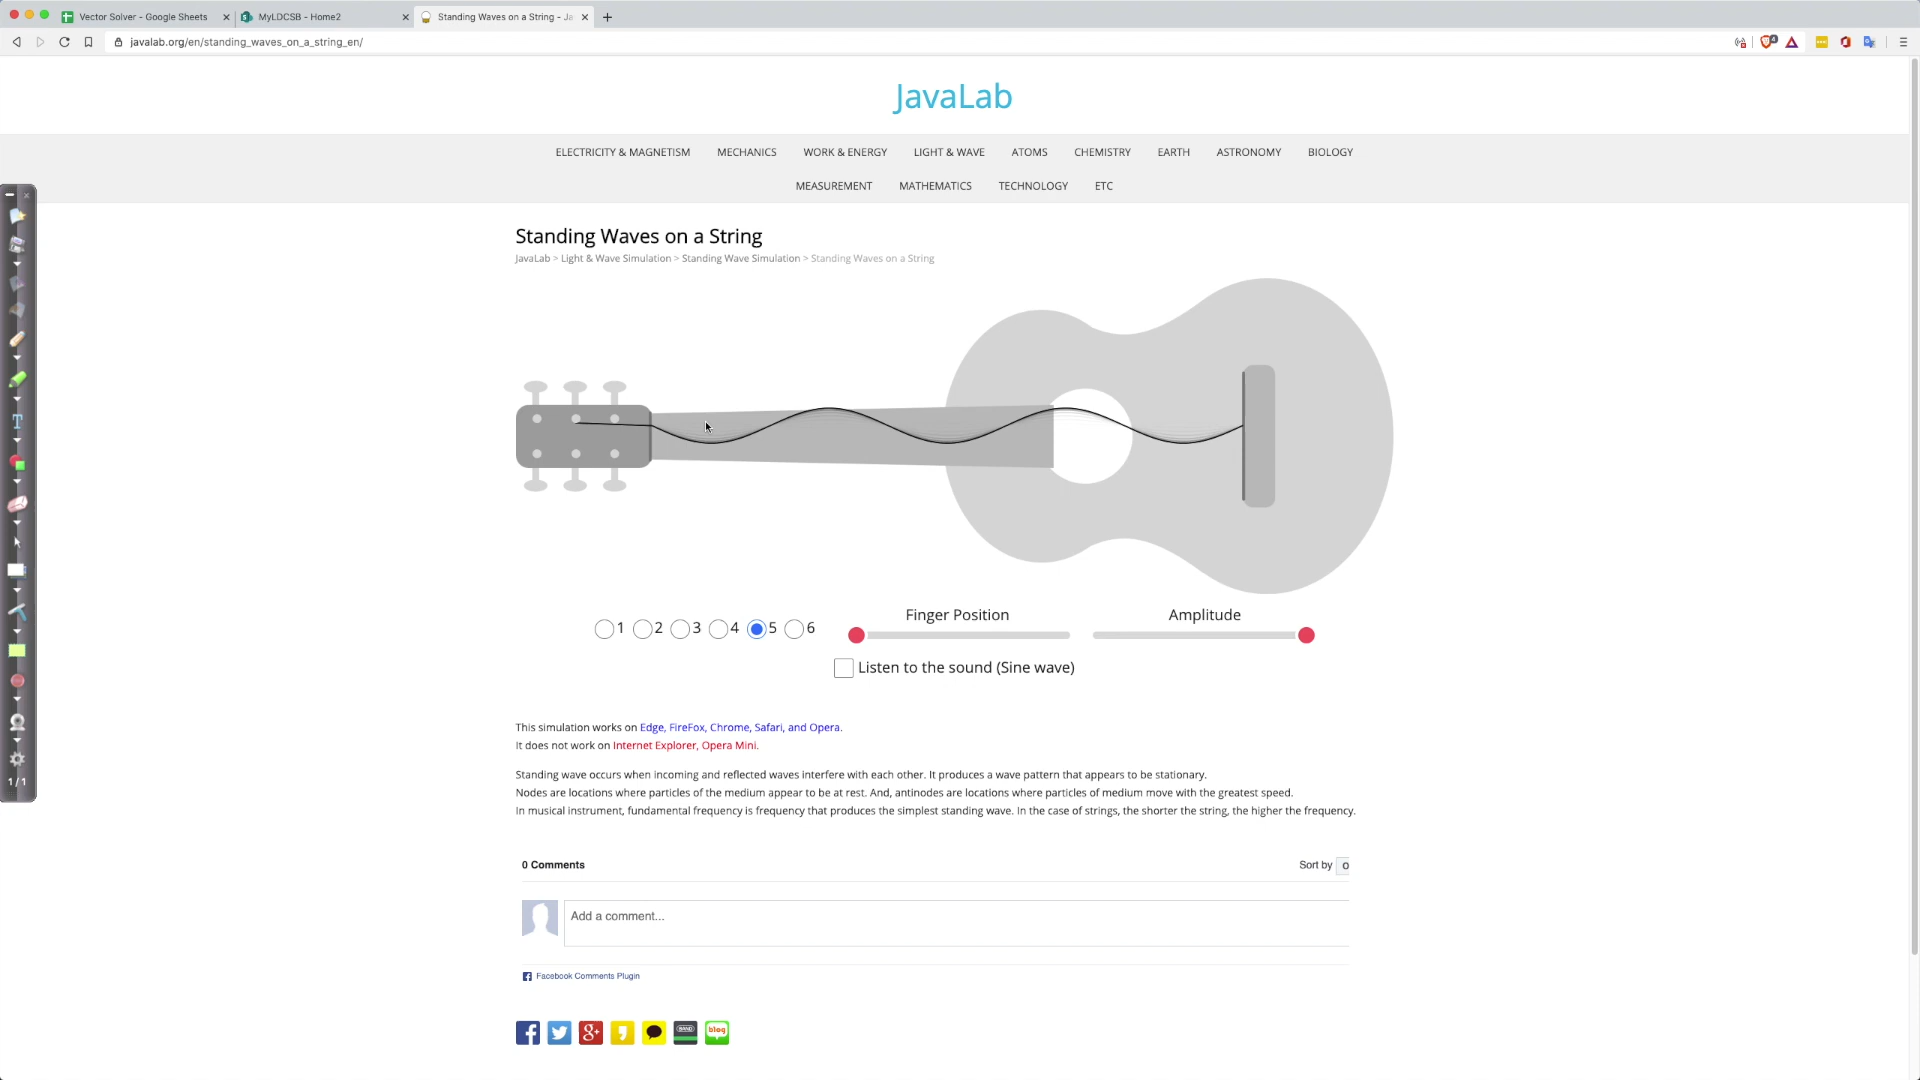 Vector Solver - Google Sheets
MyLDCSB - Home2
Standing Waves on a String - Ja
javalab.org/en/standing_waves_on_a_string_en/
JavaLab
ELECTRICITY & MAGNETISM MECHANICS WORK & ENERGY LIGHT & WAVE ATOMS CHEMISTRY EARTH ASTRONOMY BIOLOGY
MEASUREMENT MATHEMATICS TECHNOLOGY ETC
Standing Waves on a String
JavaLab > Light & Wave Simulation > Standing Wave Simulation > Standing Waves on a String
Finger Position Amplitude
1 2 3 4 5 6
Listen to the sound (Sine wave)
This simulation works on Edge, FireFox, Chrome, Safari, and Opera.
It does not work on Internet Explorer, Opera Mini.
Standing wave occurs when incoming and reflected waves interfere with each other. It produces a wave pattern that appears to be stationary.
Nodes are locations where particles of the medium appear to be at rest. And, antinodes are locations where particles of medium move with the greatest speed.
In musical instrument, fundamental frequency is frequency that produces the simplest standing wave. In the case of strings, the shorter the string, the higher the frequency.
1/1
0 Comments Sort by O
Add a comment...
Facebook Comments Plugin
BAND blog